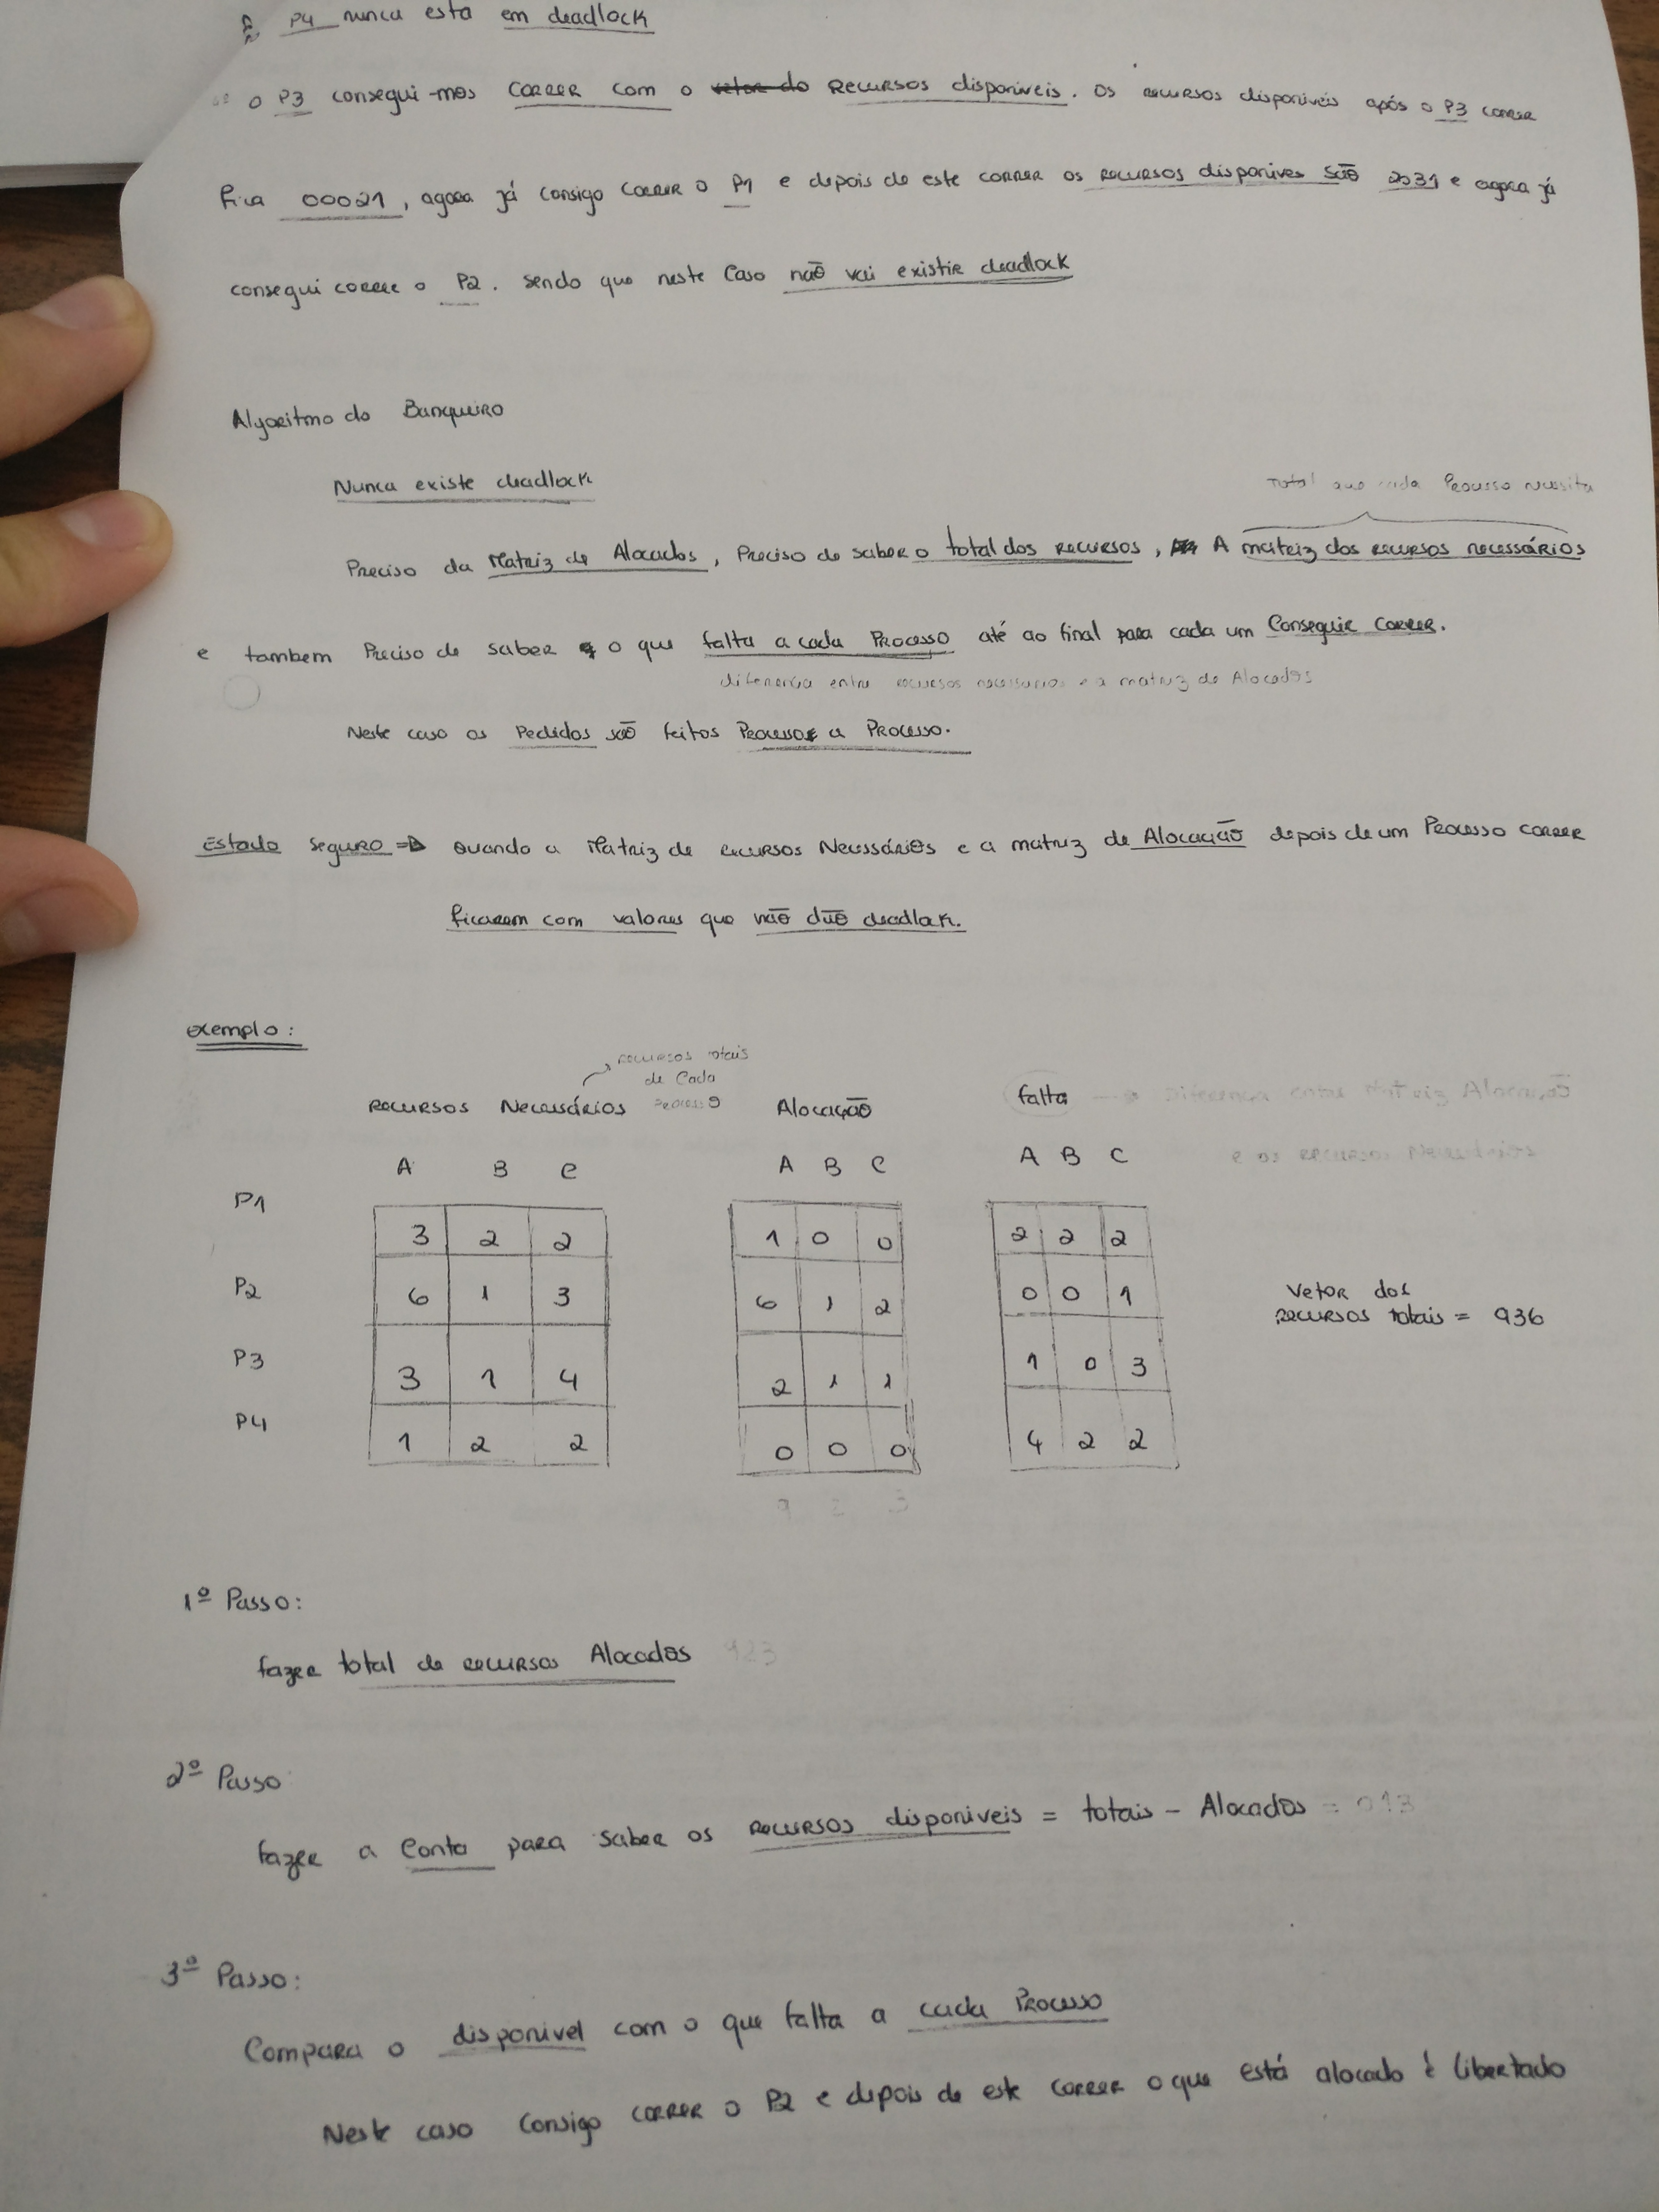 P4 nunca esta em deadlock
o P3 consegui-mos correr com o vetor do Recursos disponiveis. Os recursos disponiveis após o P3 correr
fica 00021, agora já consigo correr o P1 e depois de este correr os recursos disponives são 2031 e agora já
consegui correr o P2. sendo que neste caso não vai existir deadlock
Algoritmo do Banqueiro
Nunca existe deadlock
Total que cada Processo necessita
Preciso da Matriz de Alocados, Preciso de saber o total dos recursos, A matriz dos recursos necessários
e tambem Preciso de saber o que falta a cada Processo até ao final para cada um Conseguir Correr.
diferença entre recursos necessários e a matriz de Alocados
Neste caso os Pedidos são feitos Processo a Processo.
Estado Seguro => Quando a Matriz de recursos Necessários e a matriz de Alocação depois de um Processo correr
ficarem com valores que não dão deadlak.
exemplo:
recursos totais
de Cada
Processo
Recursos Necessários Alocação falta Diferença entre Matriz Alocação
e os recursos Necessários
A B C A B C A B C
P1 3 2 2 1 0 0 2 2 2
P2 6 1 3 6 1 2 0 0 1
Vetor dos
recursos totais = 936
P3 3 1 4 2 1 1 1 0 3
P4 1 2 2 0 0 0 4 2 2
9 2 3
1º Passo:
fazer total de recursos Alocados 923
2º Passo
fazer a Conta para saber os recursos disponiveis = totais - Alocados = 013
3º Passo:
Compara o disponivel com o que falta a cada Processo
Neste caso Consigo correr o P2 e depois de este correr o que está alocado é libertado